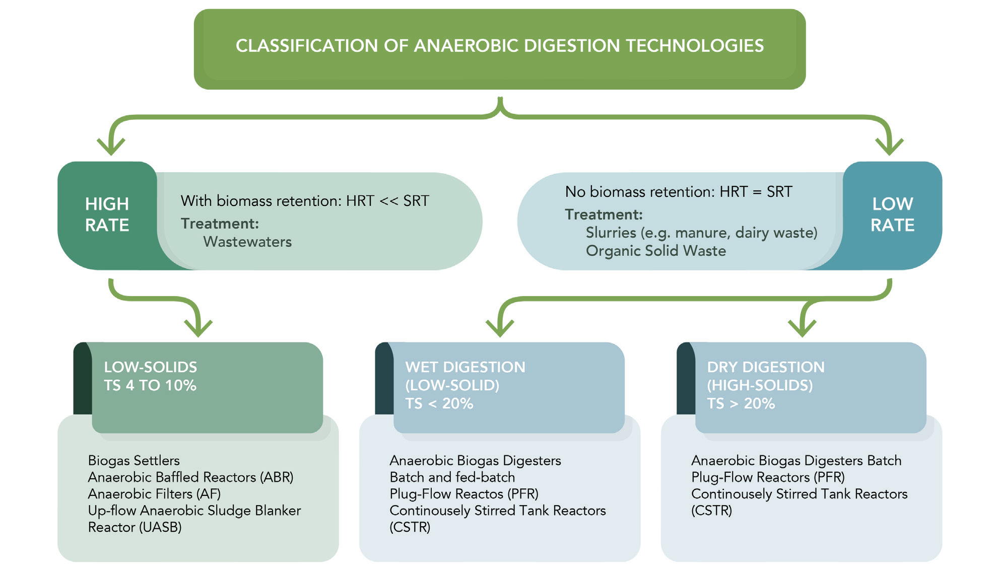 CLASSIFICATION OF ANAEROBIC DIGESTION TECHNOLOGIES
HIGH
RATE
With biomass retention: HRT << SRT
Treatment:
Wastewaters
No biomass retention: HRT = SRT
Treatment:
Slurries (e.g. manure, dairy waste)
Organic Solid Waste
LOW
RATE
LOW-SOLIDS
TS 4 TO 10%
Biogas Settlers
Anaerobic Baffled Reactors (ABR)
Anaerobic Filters (AF)
Up-flow Anaerobic Sludge Blanker
Reactor (UASB)
WET DIGESTION
(LOW-SOLID)
TS < 20%
Anaerobic Biogas Digesters
Batch and fed-batch
Plug-Flow Reactos (PFR)
Continousely Stirred Tank Reactors
(CSTR)
DRY DIGESTION
(HIGH-SOLIDS)
TS > 20%
Anaerobic Biogas Digesters Batch
Plug-Flow Reactors (PFR)
Continousely Stirred Tank Reactors
(CSTR)